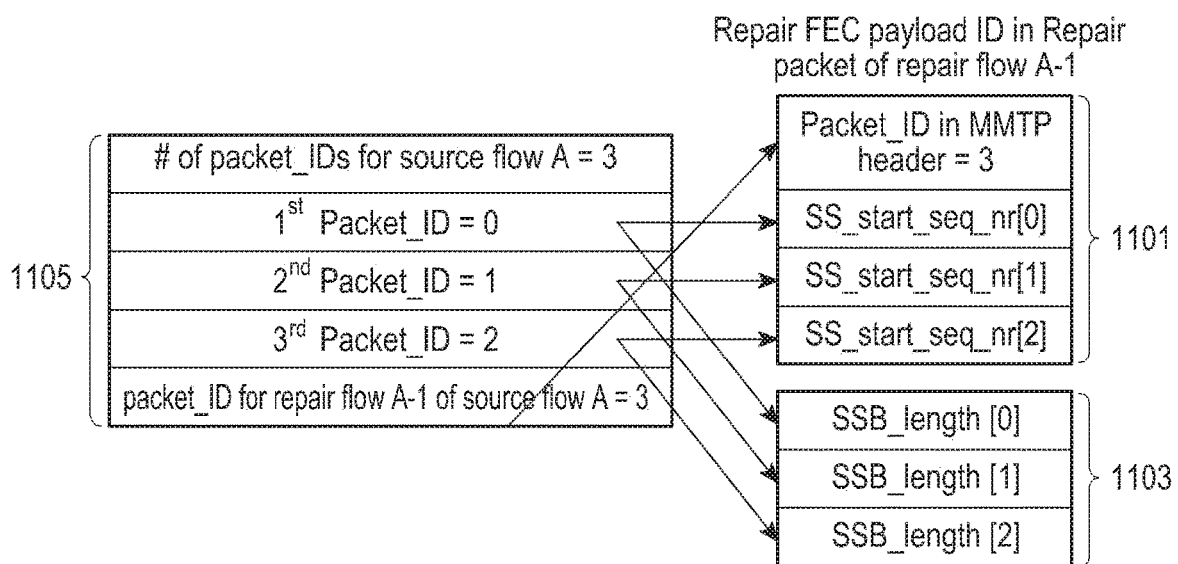 Repair FEC payload ID in Repair
packet of repair flow A-1
# of packet_IDs for source flow A = 3
1st Packet_ID = 0
2nd Packet_ID = 1
3rd Packet_ID = 2
packet_ID for repair flow A-1 of source flow A = 3
1105
Packet_ID in MMTP
header = 3
SS_start_seq_nr[0]
SS_start_seq_nr[1]
SS_start_seq_nr[2]
1101
SSB_length [0]
SSB_length [1]
SSB_length [2]
1103